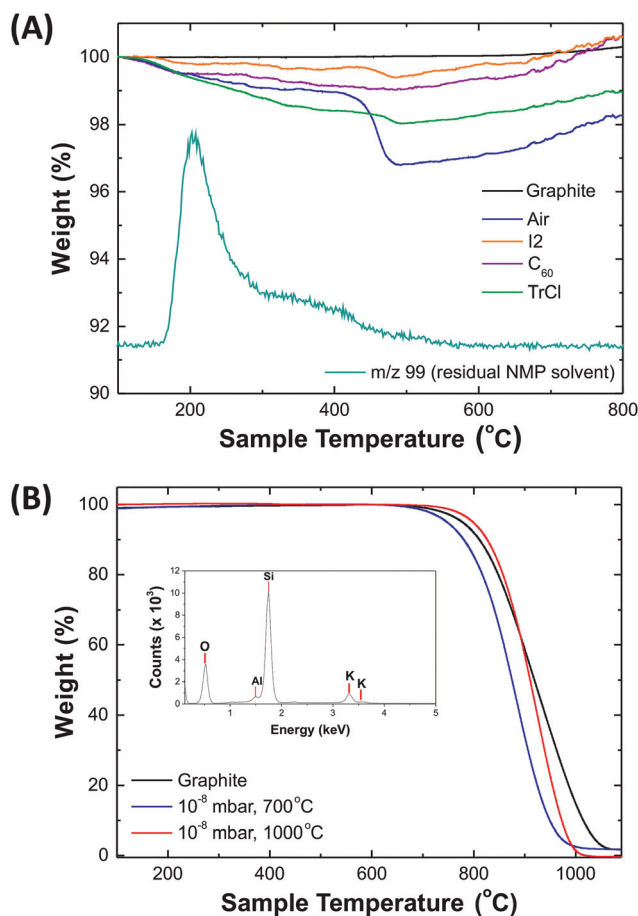 (A)
100
98
96
94
93
91
90
Weight (%)
Graphite
Air
I2
C₆₀
TrCl
m/z 99 (residual NMP solvent)
200
400
600
800
Sample Temperature (°C)
(B)
100
80
60
40
20
0
Weight (%)
12
10
8
6
4
2
0
Counts (x 10³)
O
Al
Si
K
K
1
2
3
4
5
Energy (keV)
Graphite
10⁻⁸ mbar, 700°C
10⁻⁸ mbar, 1000°C
200
400
600
800
1000
Sample Temperature (°C)